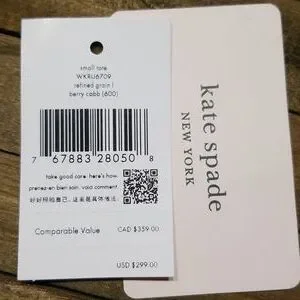 small tote
WKRU6709
refined grain l
berry cobb (600)
7 67883 28050 8
take good care: here's how.
prenez-en bien soin. voici comment.
Comparable Value
CAD $359.00
USD $299.00
kate spade
NEW YORK